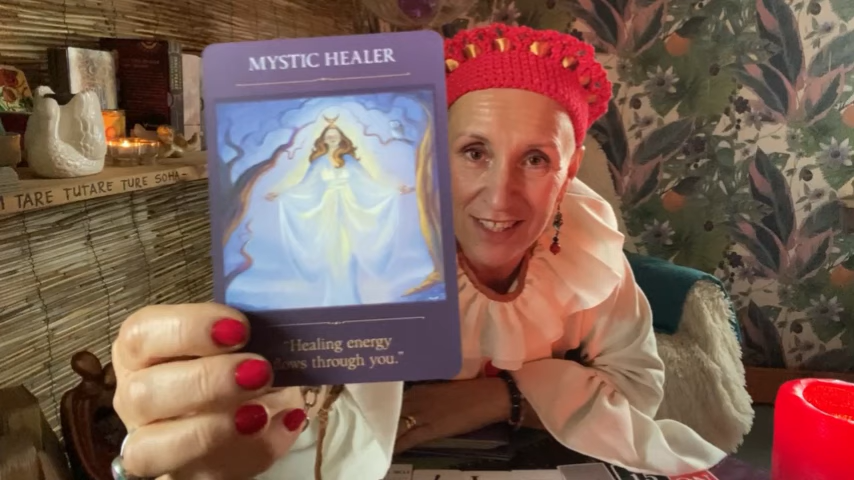 MYSTIC HEALER
TARE TUTARE TURE SOHA
"Healing energy
flows through you."